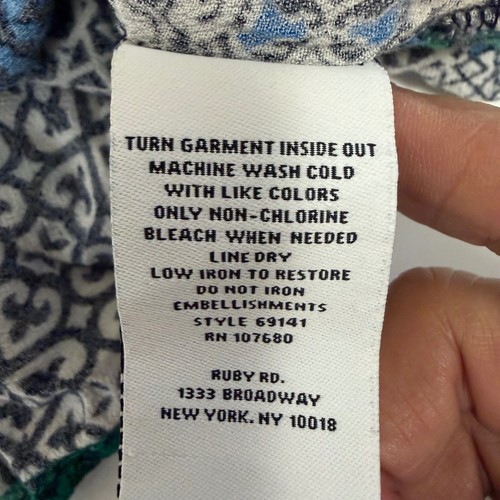 TURN GARMENT INSIDE OUT
MACHINE WASH COLD
WITH LIKE COLORS
ONLY NON-CHLORINE
BLEACH WHEN NEEDED
LINE DRY
LOW IRON TO RESTORE
DO NOT IRON
EMBELLISHMENTS
STYLE 69141
RN 107680
RUBY RD.
1333 BROADWAY
NEW YORK. NY 10018